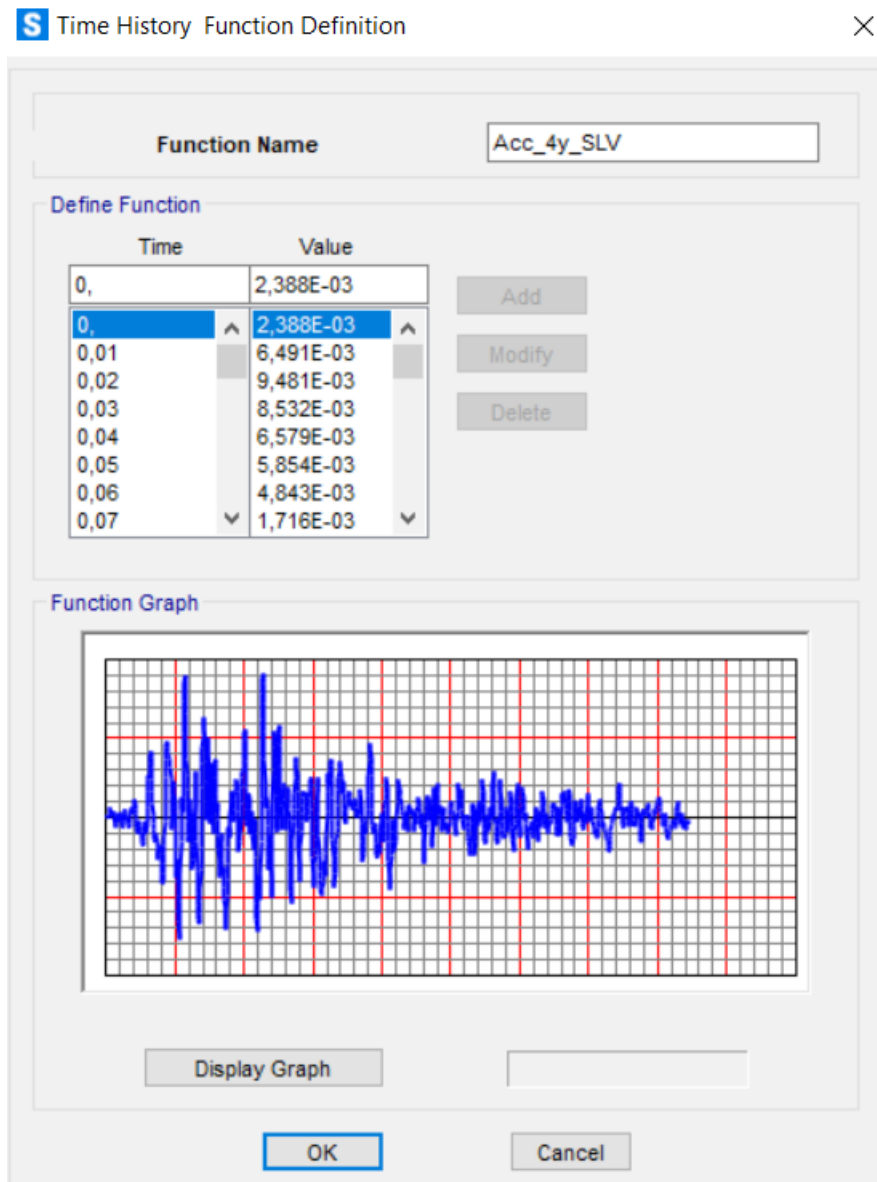 S Time History Function Definition
Function Name Acc_4y_SLV
Define Function
Time Value
0, 2,388E-03
0, 2,388E-03
0,01 6,491E-03
0,02 9,481E-03
0,03 8,532E-03
0,04 6,579E-03
0,05 5,854E-03
0,06 4,843E-03
0,07 1,716E-03
Add
Modify
Delete
Function Graph
Display Graph
OK Cancel